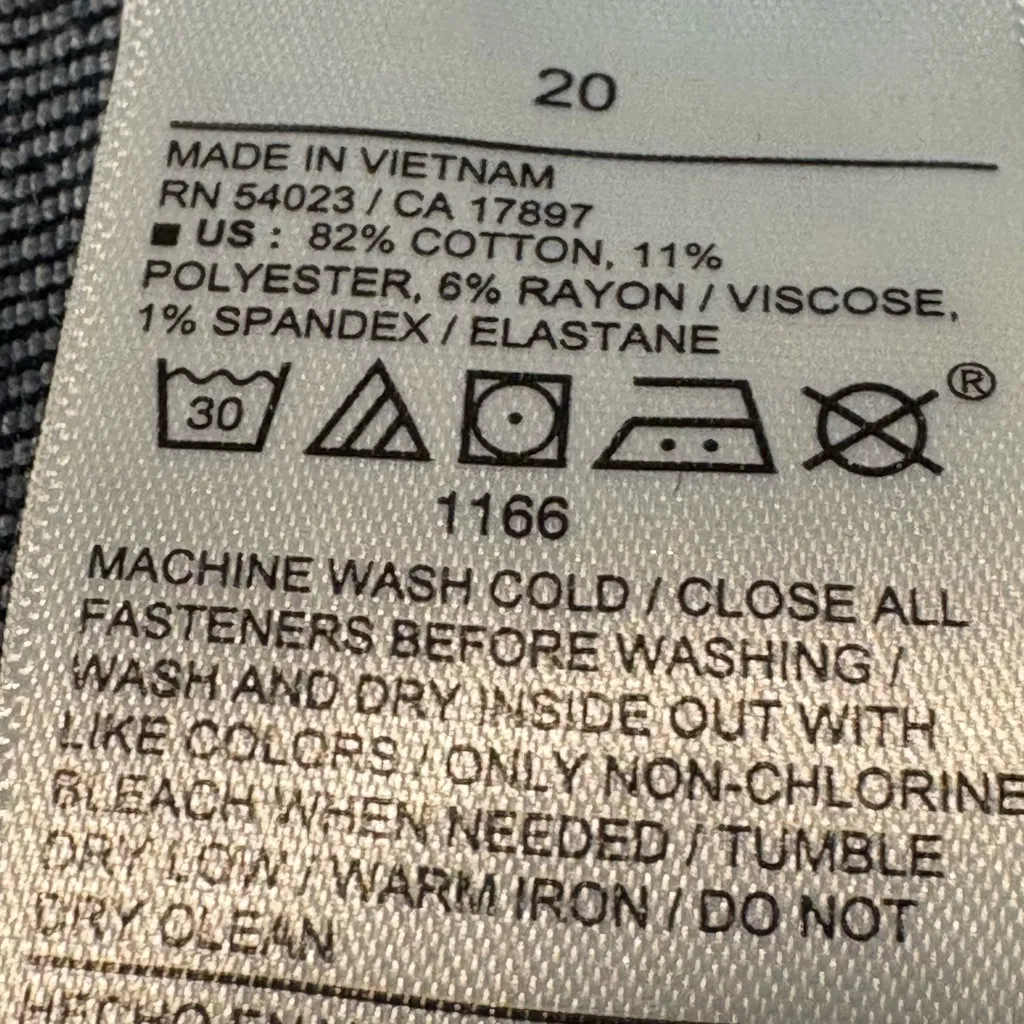 20
MADE IN VIETNAM
RN 54023 / CA 17897
■ US : 82% COTTON, 11%
POLYESTER, 6% RAYON / VISCOSE,
1% SPANDEX / ELASTANE
30 ®
1166
MACHINE WASH COLD / CLOSE ALL
FASTENERS BEFORE WASHING /
WASH AND DRY INSIDE OUT WITH
LIKE COLORS / ONLY NON-CHLORINE
BLEACH WHEN NEEDED / TUMBLE
DRY LOW / WARM IRON / DO NOT
DRY CLEAN
HECHO EN